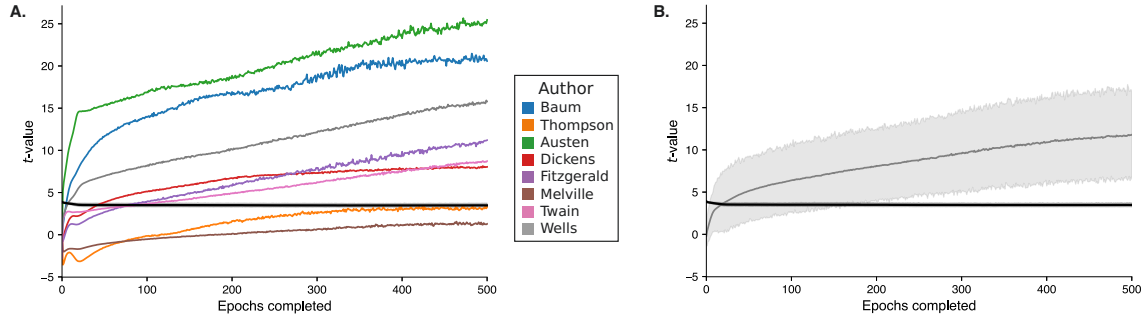 A.
25
20
15
10
5
0
−5
t-value
0 100 200 300 400 500
Epochs completed
Author
Baum
Thompson
Austen
Dickens
Fitzgerald
Melville
Twain
Wells
B.
25
20
15
10
5
0
−5
t-value
0 100 200 300 400 500
Epochs completed